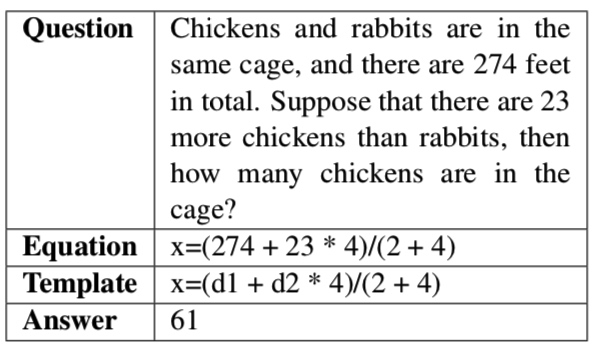 Question Chickens and rabbits are in the
same cage, and there are 274 feet
in total. Suppose that there are 23
more chickens than rabbits, then
how many chickens are in the
cage?
Equation x=(274 + 23 * 4)/(2 + 4)
Template x=(d1 + d2 * 4)/(2 + 4)
Answer 61